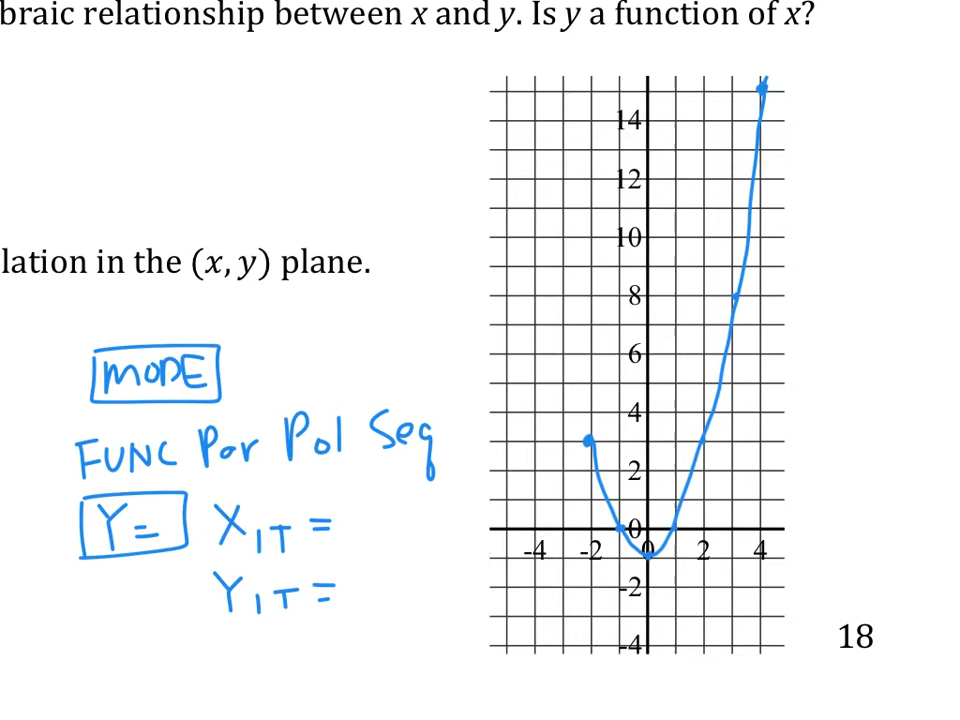 braic relationship between x and y. Is y a function of x?
lation in the (x, y) plane.
MODE
FUNC Par Pol Seq
Y= X₁T =
Y₁T =
14
12
10
8
6
4
2
0
-4 -2 0 2 4
-2
-4
18